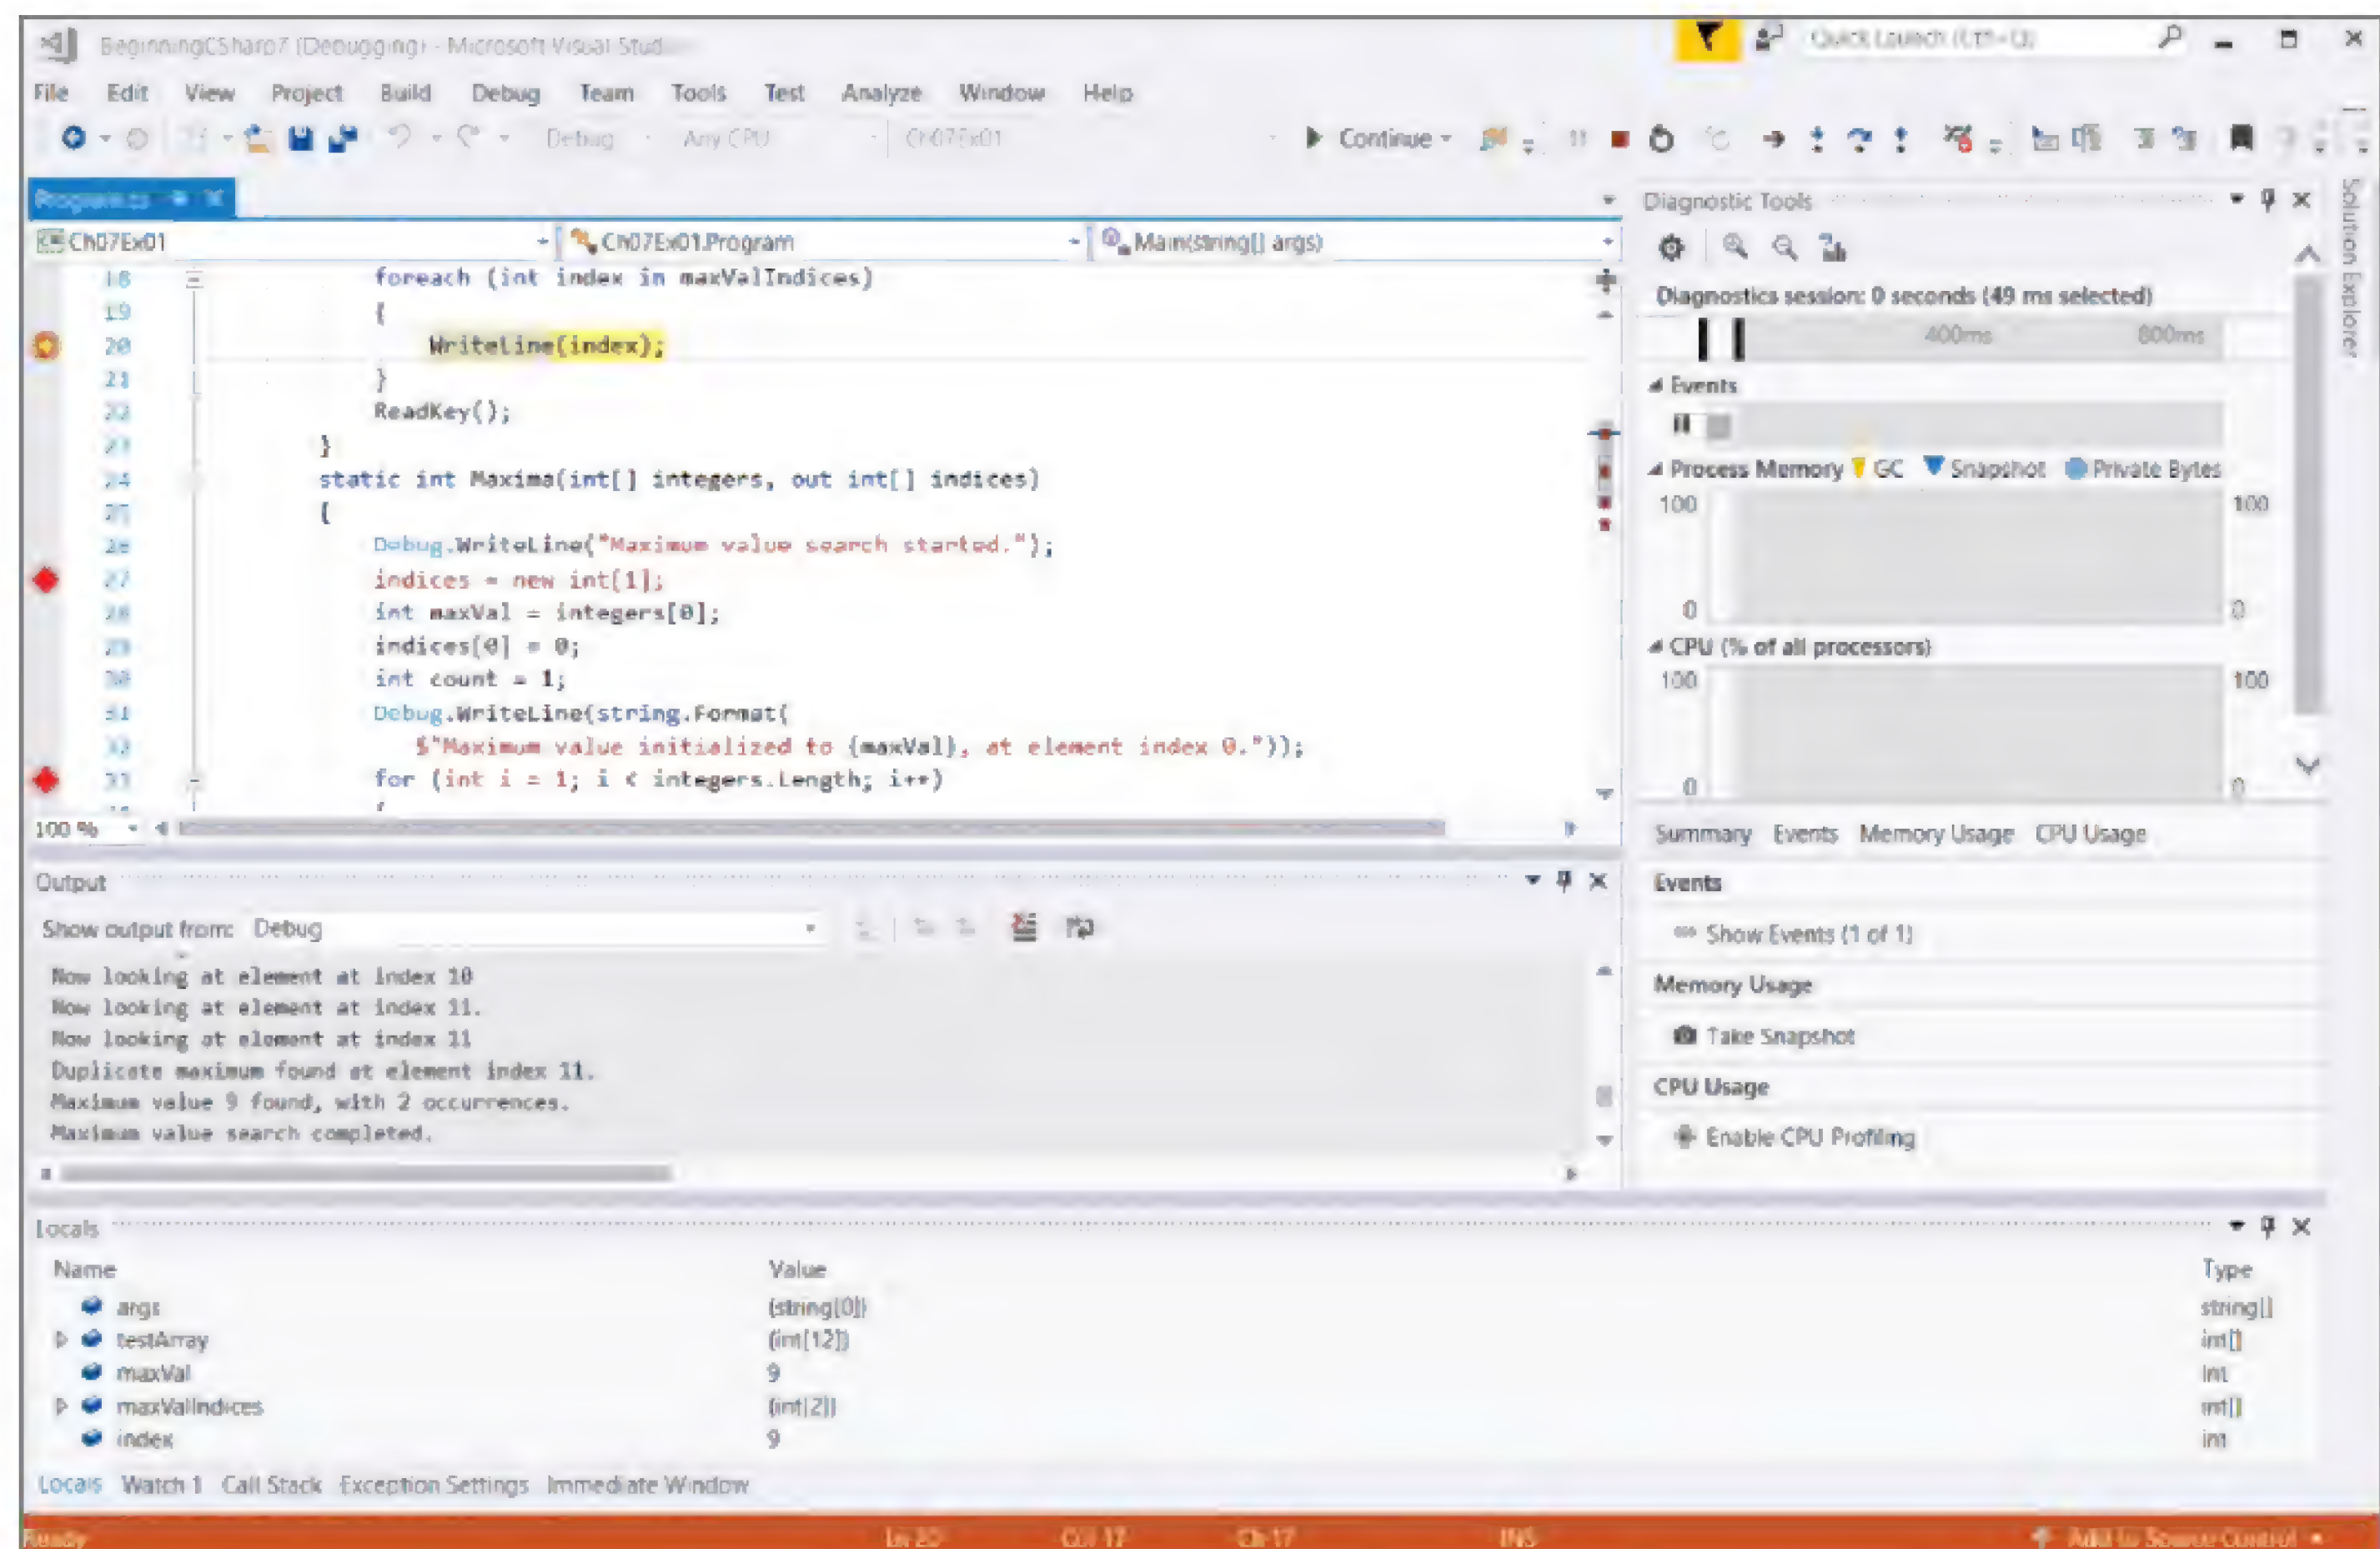 BeginningCSharp7 (Debugging) - Microsoft Visual Stud
Quick Launch (Ctrl+Q)
File Edit View Project Build Debug Team Tools Test Analyze Window Help
Debug Any CPU Ch07Ex01 Continue
Program.cs
Ch07Ex01 Ch07Ex01.Program Main(string[] args)
18 foreach (int index in maxValIndices)
19 {
20 WriteLine(index);
21 }
22 ReadKey();
23 }
24 static int Maxima(int[] integers, out int[] indices)
25 {
26 Debug.WriteLine("Maximum value search started.");
27 indices = new int[1];
28 int maxVal = integers[0];
29 indices[0] = 0;
30 int count = 1;
31 Debug.WriteLine(string.Format(
32 $"Maximum value initialized to {maxVal}, at element index 0."));
33 for (int i = 1; i < integers.Length; i++)
100 %
Output
Show output from: Debug
Now looking at element at index 10
Now looking at element at index 11.
Now looking at element at index 11
Duplicate maximum found at element index 11.
Maximum value 9 found, with 2 occurrences.
Maximum value search completed.
Diagnostic Tools
Diagnostics session: 0 seconds (49 ms selected)
400ms 800ms
Events
Process Memory GC Snapshot Private Bytes
100 100
0 0
CPU (% of all processors)
100 100
0 0
Summary Events Memory Usage CPU Usage
Events
Show Events (1 of 1)
Memory Usage
Take Snapshot
CPU Usage
Enable CPU Profiling
Solution Explorer
Locals
Name Value Type
args {string[0]} string[]
testArray {int[12]} int[]
maxVal 9 int
maxValIndices {int[2]} int[]
index 9 int
Locals Watch 1 Call Stack Exception Settings Immediate Window
Ready Ln 20 Col 17 Ch 17 INS Add to Source Control